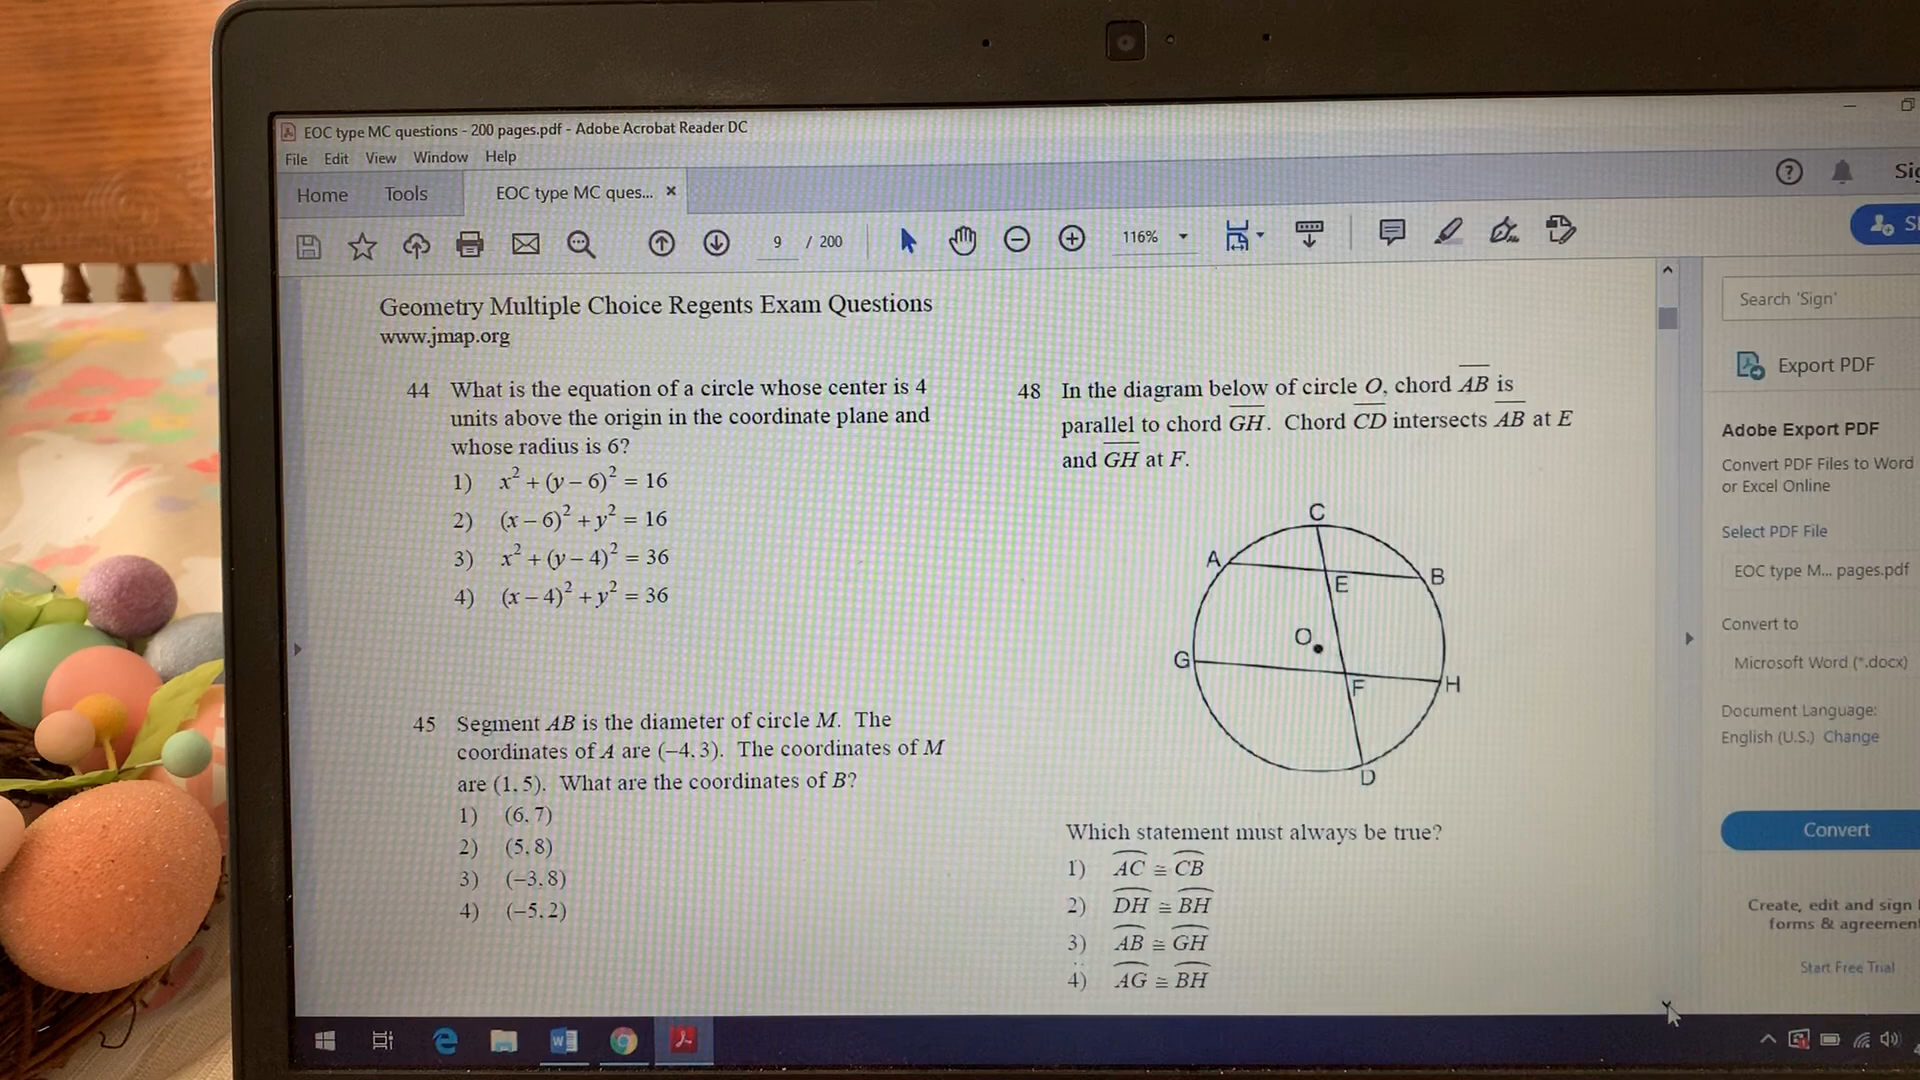 EOC type MC questions - 200 pages.pdf - Adobe Acrobat Reader DC
File Edit View Window Help
Home Tools EOC type MC ques... ×
9 / 200 116%
Geometry Multiple Choice Regents Exam Questions
www.jmap.org
44 What is the equation of a circle whose center is 4
units above the origin in the coordinate plane and
whose radius is 6?
1) x² + (y – 6)² = 16
2) (x – 6)² + y² = 16
3) x² + (y – 4)² = 36
4) (x – 4)² + y² = 36
45 Segment AB is the diameter of circle M. The
coordinates of A are (–4,3). The coordinates of M
are (1,5). What are the coordinates of B?
1) (6,7)
2) (5,8)
3) (–3,8)
4) (–5,2)
48 In the diagram below of circle O, chord AB is
parallel to chord GH. Chord CD intersects AB at E
and GH at F.
C
A
B
E
O
G
F
H
D
Which statement must always be true?
1) AC ≅ CB
2) DH ≅ BH
3) AB ≅ GH
4) AG ≅ BH
Search 'Sign'
Export PDF
Adobe Export PDF
Convert PDF Files to Word
or Excel Online
Select PDF File
EOC type M... pages.pdf
Convert to
Microsoft Word (*.docx)
Document Language:
English (U.S.) Change
Convert
Create, edit and sign
forms &
Start Free Trial